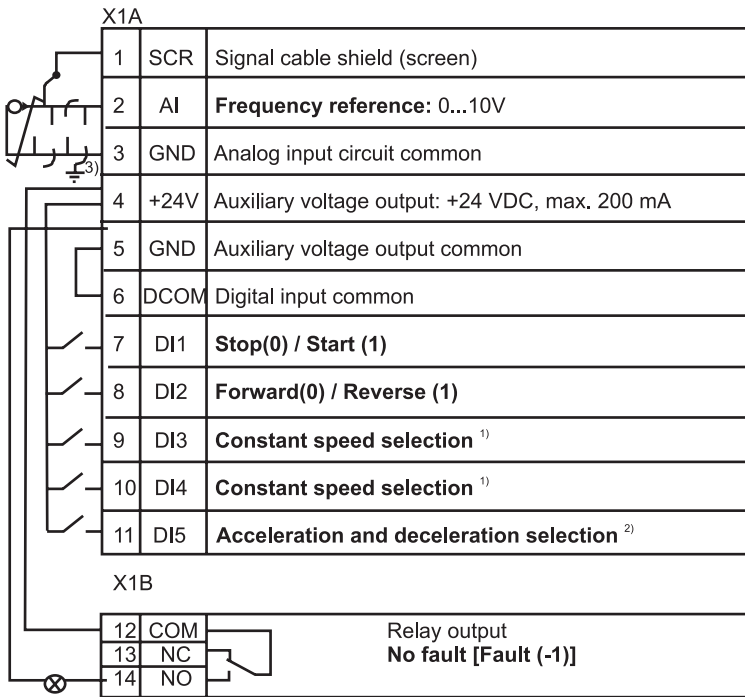 X1A
1 SCR Signal cable shield (screen)
2 AI Frequency reference: 0...10V
3 GND Analog input circuit common
3)
4 +24V Auxiliary voltage output: +24 VDC, max. 200 mA
5 GND Auxiliary voltage output common
6 DCOM Digital input common
7 DI1 Stop(0) / Start (1)
8 DI2 Forward(0) / Reverse (1)
9 DI3 Constant speed selection 1)
10 DI4 Constant speed selection 1)
11 DI5 Acceleration and deceleration selection 2)
X1B
12 COM Relay output
13 NC No fault [Fault (-1)]
14 NO